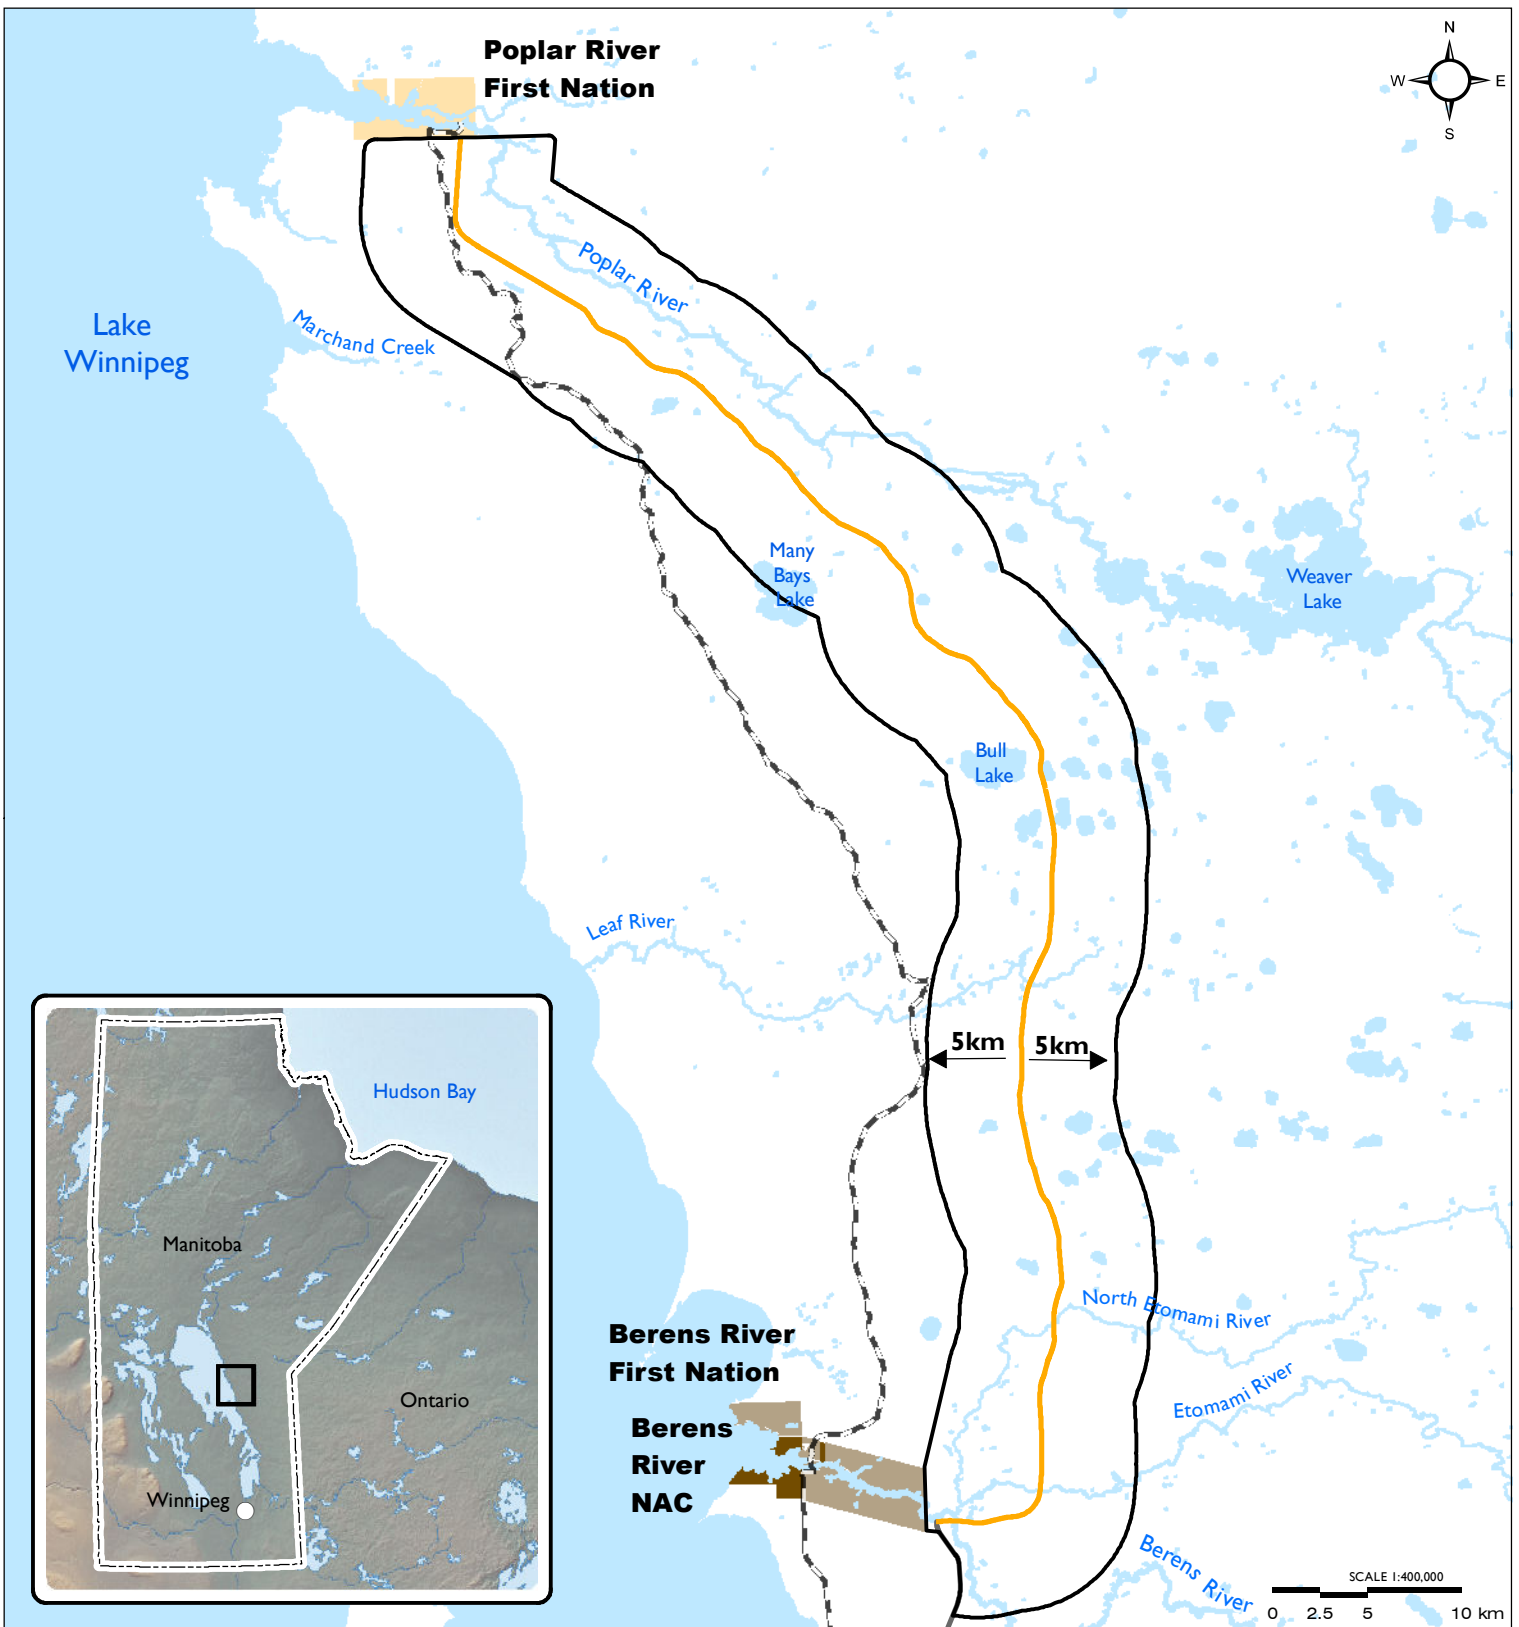 Poplar River
First Nation
N
W
E
S
Poplar River
Lake
Winnipeg
Marchand Creek
Many
Bays
Lake
Weaver
Lake
Bull
Lake
Leaf River
5km
5km
Hudson Bay
Manitoba
Ontario
Winnipeg
North Etomami River
Berens River
First Nation
Etomami River
Berens
River
NAC
Berens River
SCALE 1:400,000
0 2.5 5 10 km